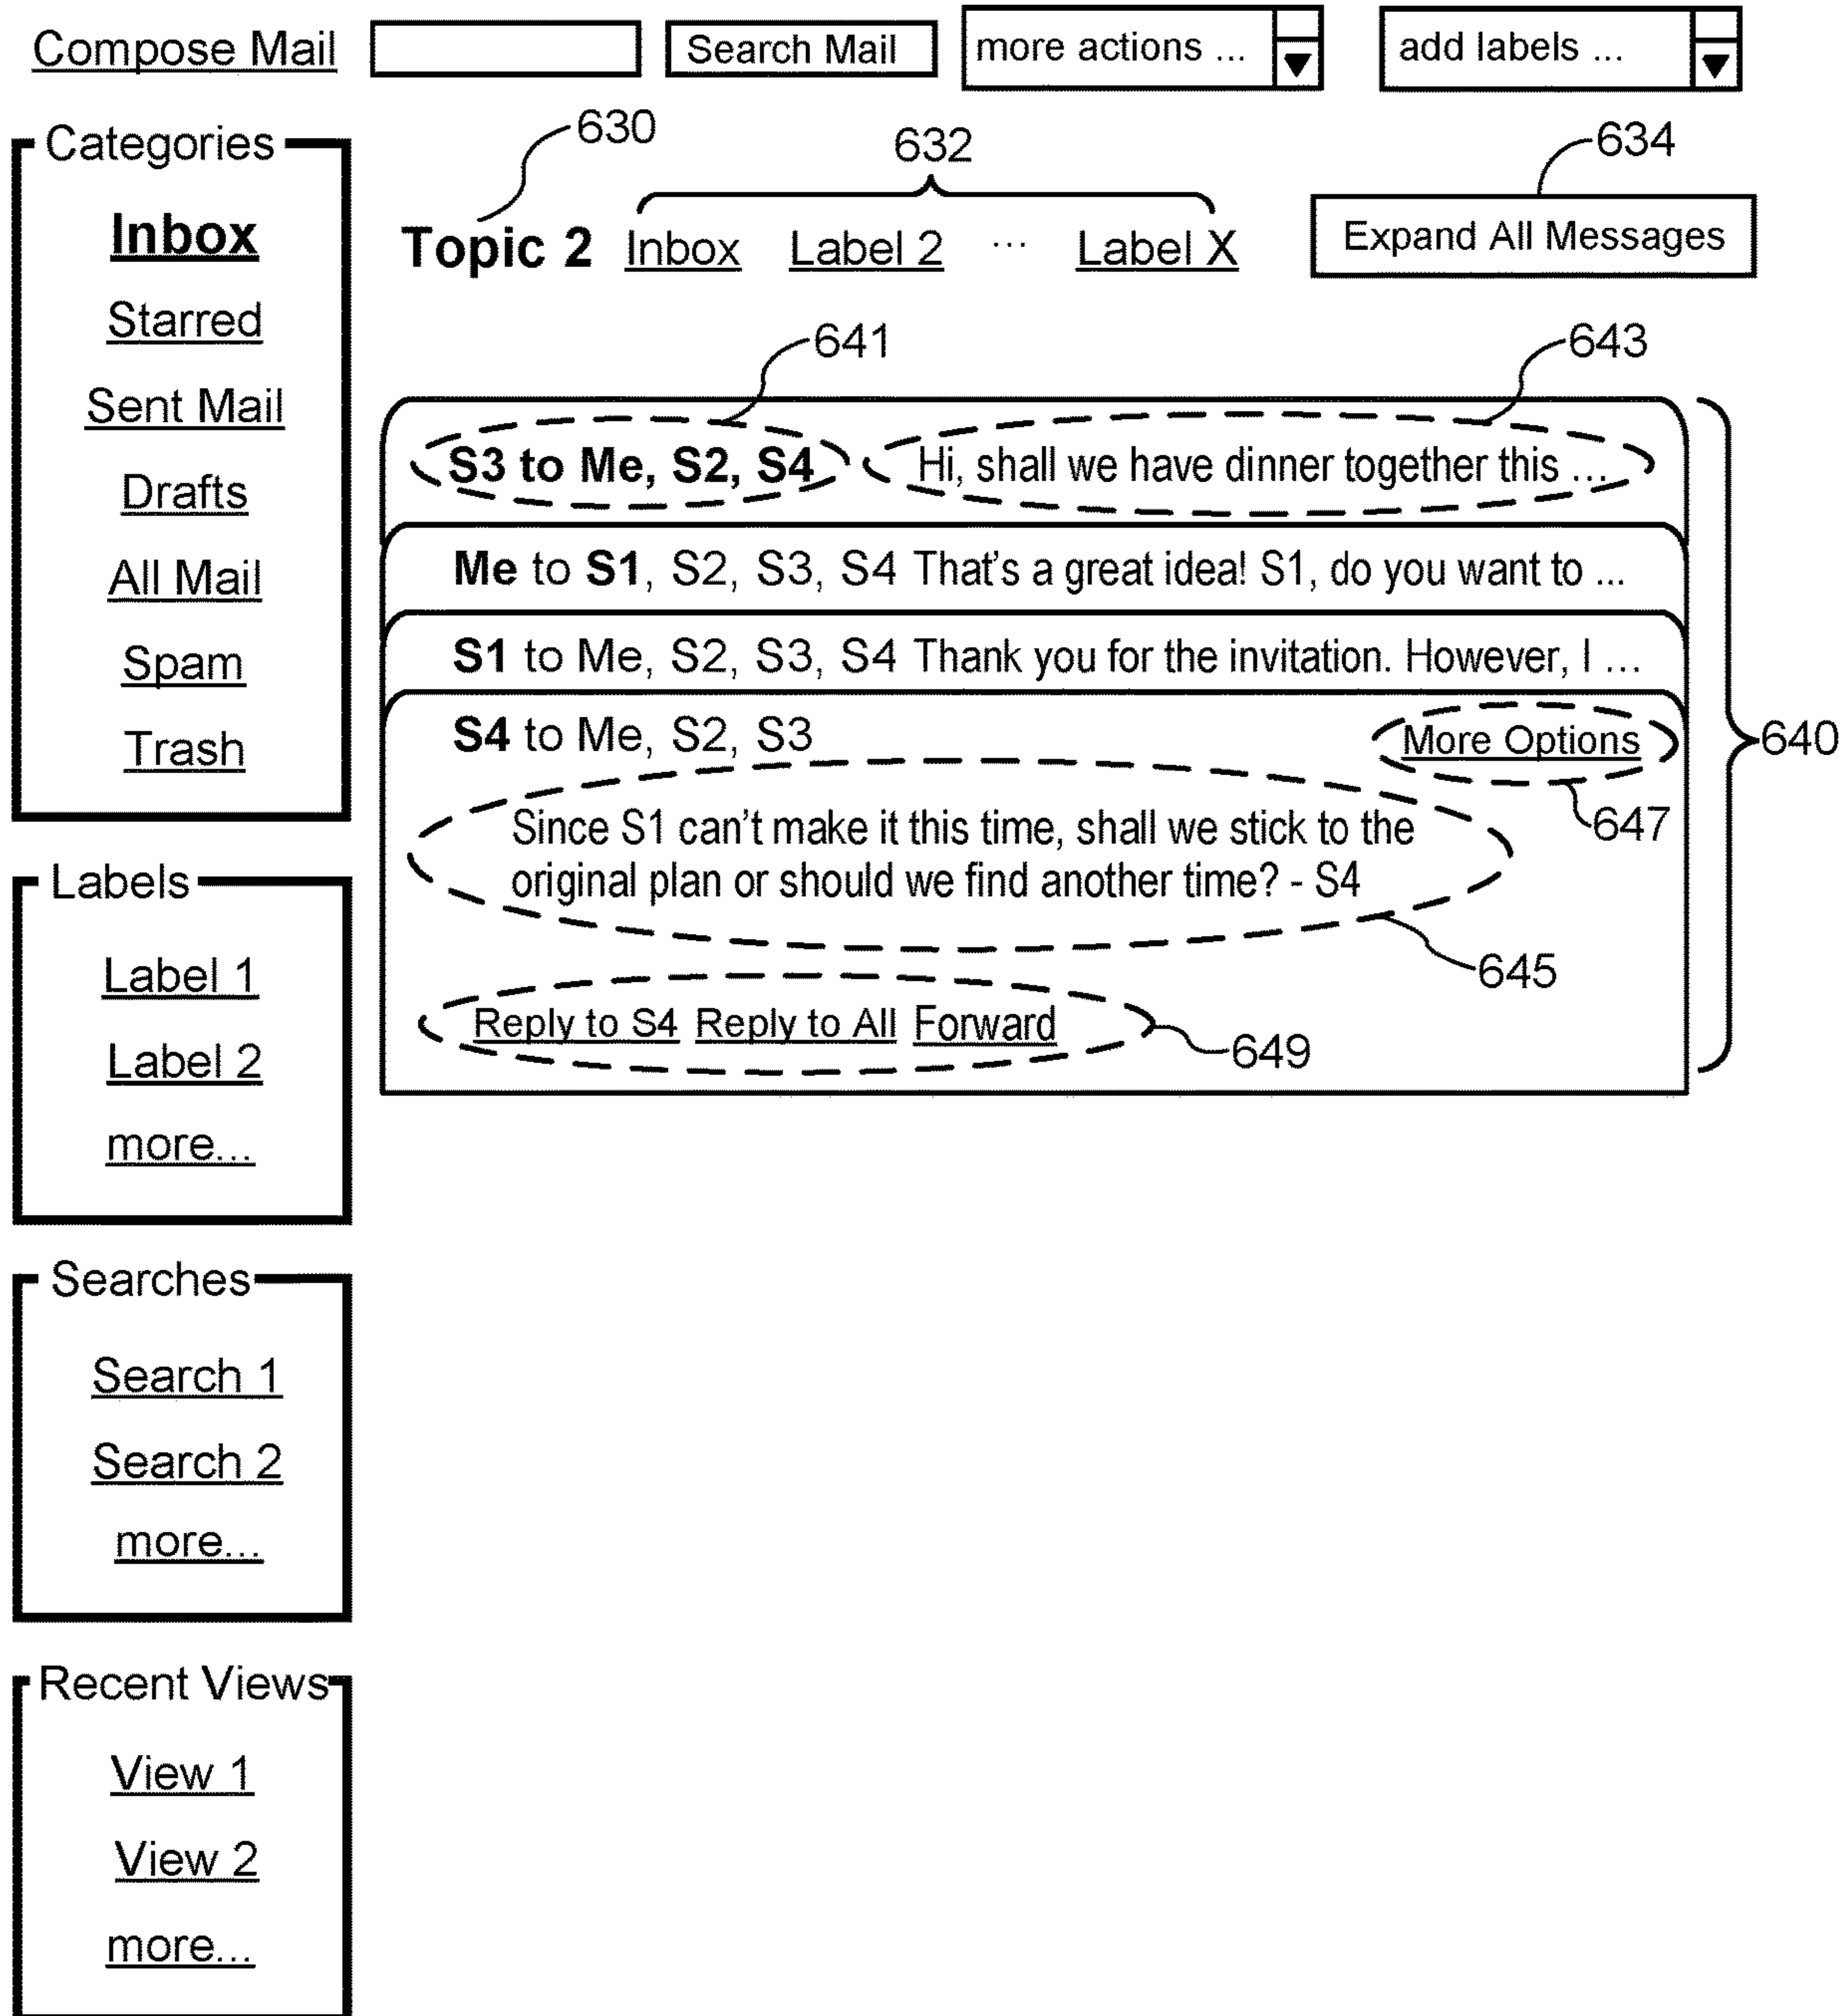 Compose Mail Search Mail more actions ... add labels ...
Categories
Inbox
Starred
Sent Mail
Drafts
All Mail
Spam
Trash
Labels
Label 1
Label 2
more...
Searches
Search 1
Search 2
more...
Recent Views
View 1
View 2
more...
630
632
634
Topic 2 Inbox Label 2 ... Label X Expand All Messages
641
643
S3 to Me, S2, S4 Hi, shall we have dinner together this ...
Me to S1, S2, S3, S4 That's a great idea! S1, do you want to ...
S1 to Me, S2, S3, S4 Thank you for the invitation. However, I ...
S4 to Me, S2, S3 More Options
640
647
Since S1 can't make it this time, shall we stick to the
original plan or should we find another time? - S4
645
Reply to S4 Reply to All Forward
649